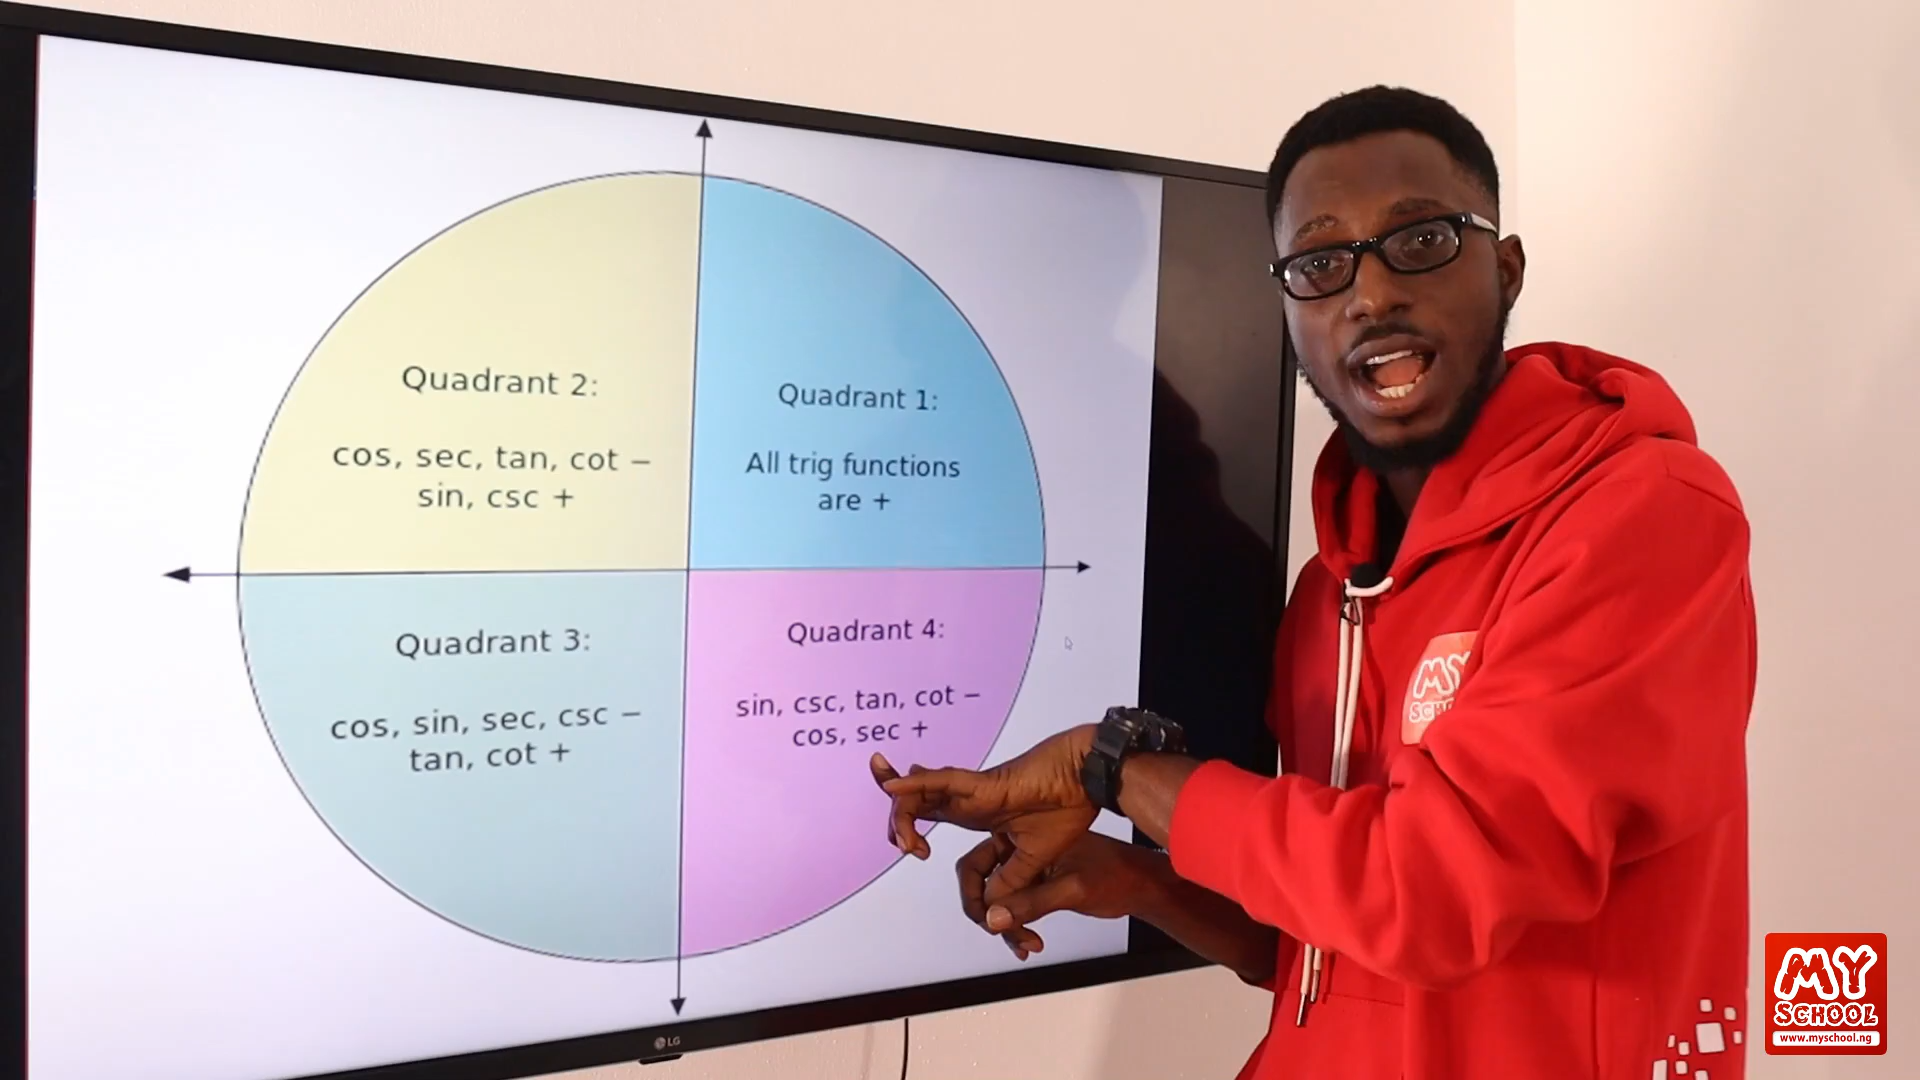 Quadrant 2:
cos, sec, tan, cot −
sin, csc +
Quadrant 1:
All trig functions
are +
Quadrant 3:
cos, sin, sec, csc −
tan, cot +
Quadrant 4:
sin, csc, tan, cot −
cos, sec +
LG
MY
SCHOOL
www.myschool.ng